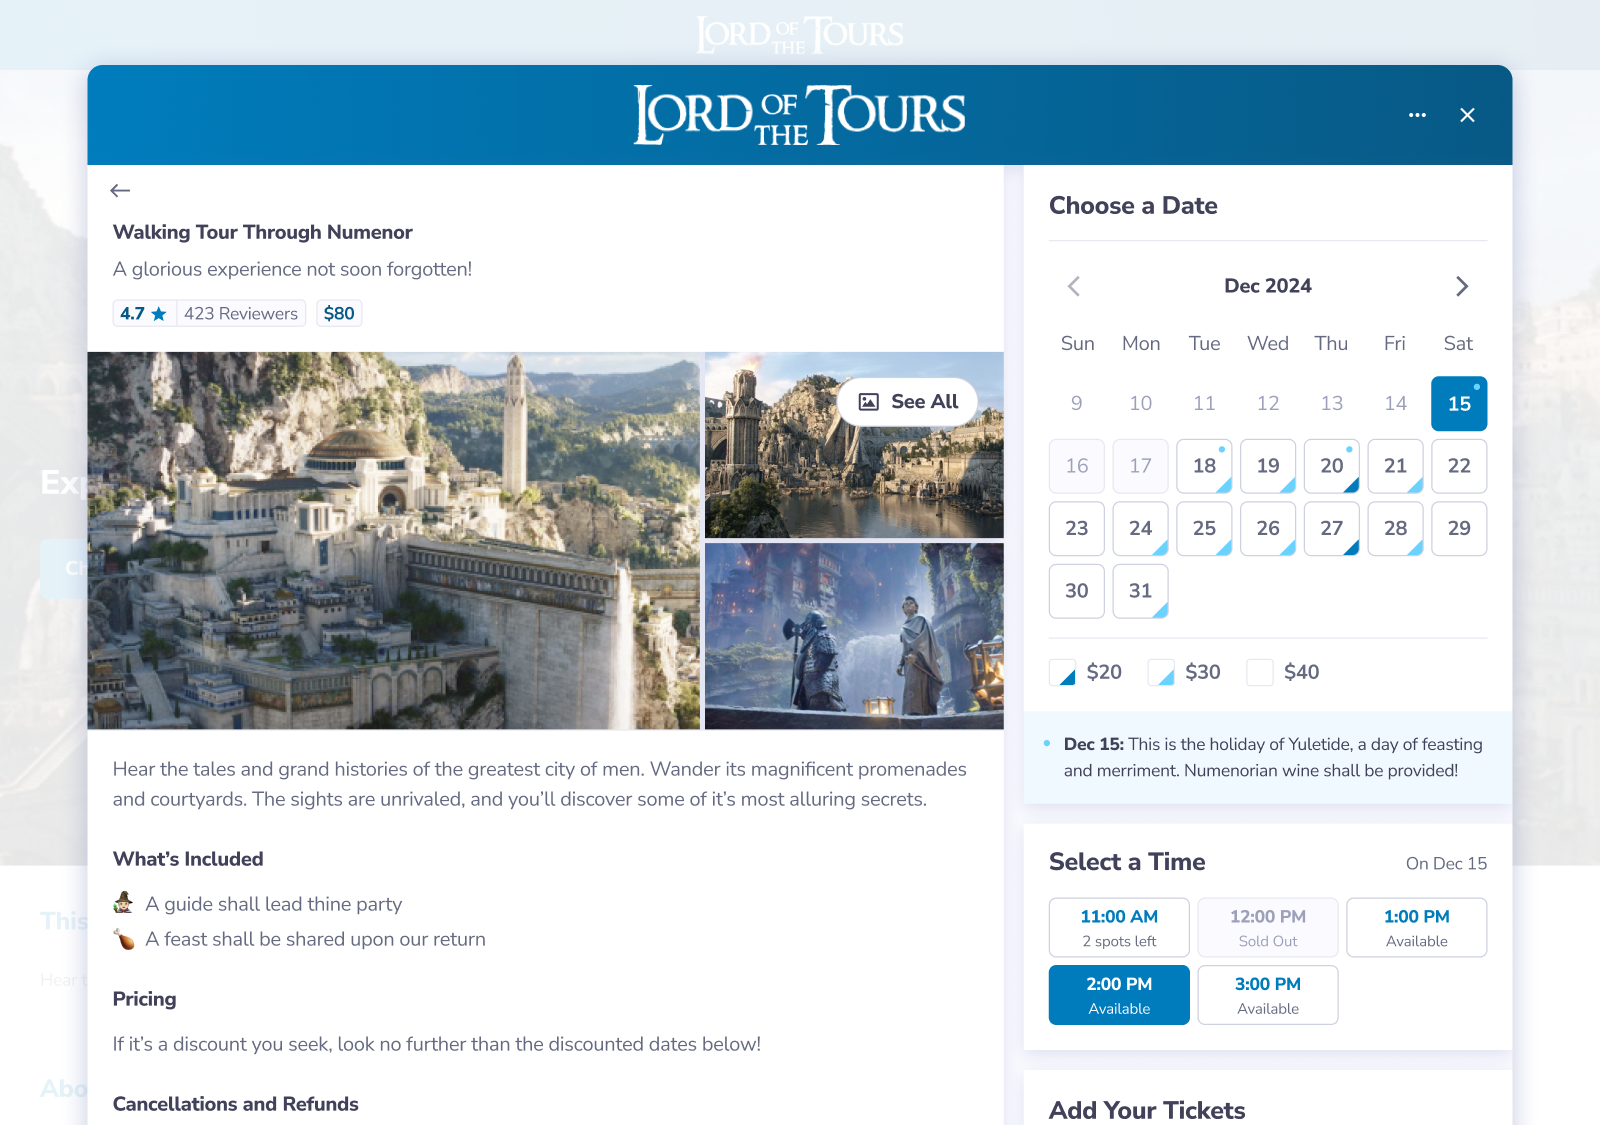 LORD OF THE TOURS
LORD OF THE TOURS
Walking Tour Through Numenor
A glorious experience not soon forgotten!
4.7 ★ 423 Reviewers $80
See All
Hear the tales and grand histories of the greatest city of men. Wander its magnificent promenades
and courtyards. The sights are unrivaled, and you’ll discover some of it’s most alluring secrets.
What’s Included
A guide shall lead thine party
A feast shall be shared upon our return
Pricing
If it’s a discount you seek, look no further than the discounted dates below!
Cancellations and Refunds
Choose a Date
Dec 2024
Sun Mon Tue Wed Thu Fri Sat
9 10 11 12 13 14 15
16 17 18 19 20 21 22
23 24 25 26 27 28 29
30 31
$20 $30 $40
Dec 15: This is the holiday of Yuletide, a day of feasting
and merriment. Numenorian wine shall be provided!
Select a Time On Dec 15
11:00 AM 12:00 PM 1:00 PM
2 spots left Sold Out Available
2:00 PM 3:00 PM
Available Available
Add Your Tickets
Exp
Ch
This
Hear t
Abo